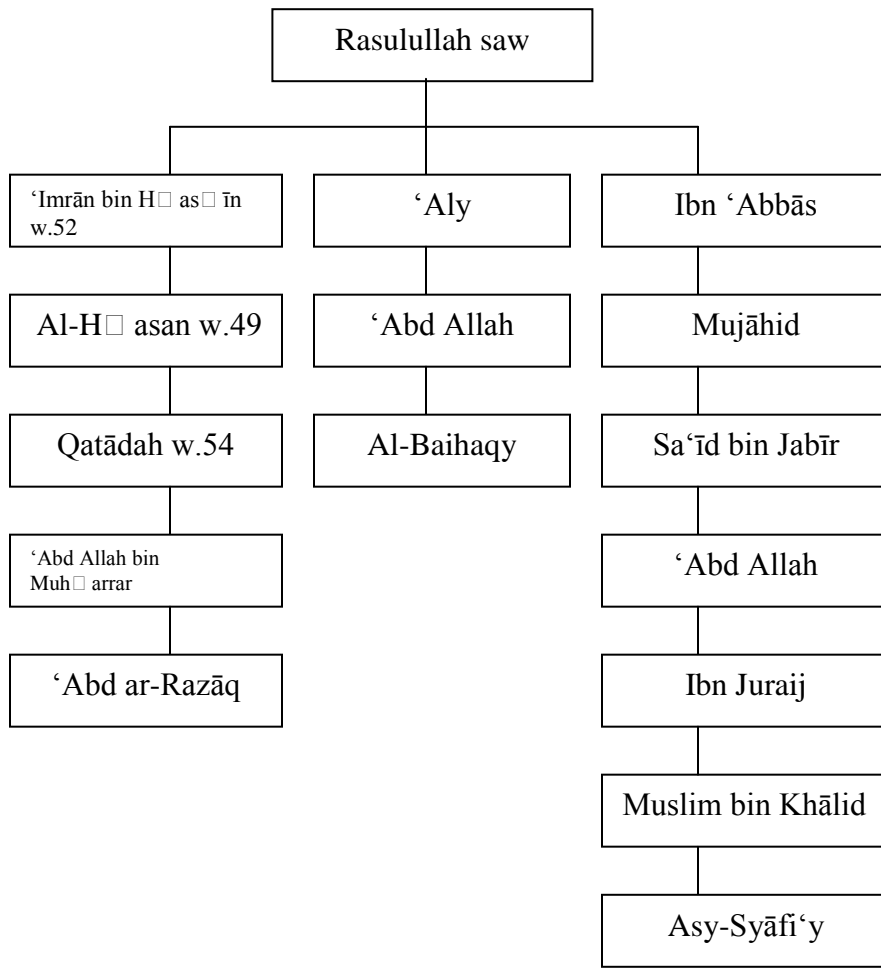 Rasulullah saw
‘Imrān bin H□ as□ īn
w.52
‘Aly
Ibn ‘Abbās
Al-H□ asan w.49
‘Abd Allah
Mujāhid
Qatādah w.54
Al-Baihaqy
Sa‘īd bin Jabīr
‘Abd Allah bin
Muh□ arrar
‘Abd Allah
‘Abd ar-Razāq
Ibn Juraij
Muslim bin Khālid
Asy-Syāfi‘y